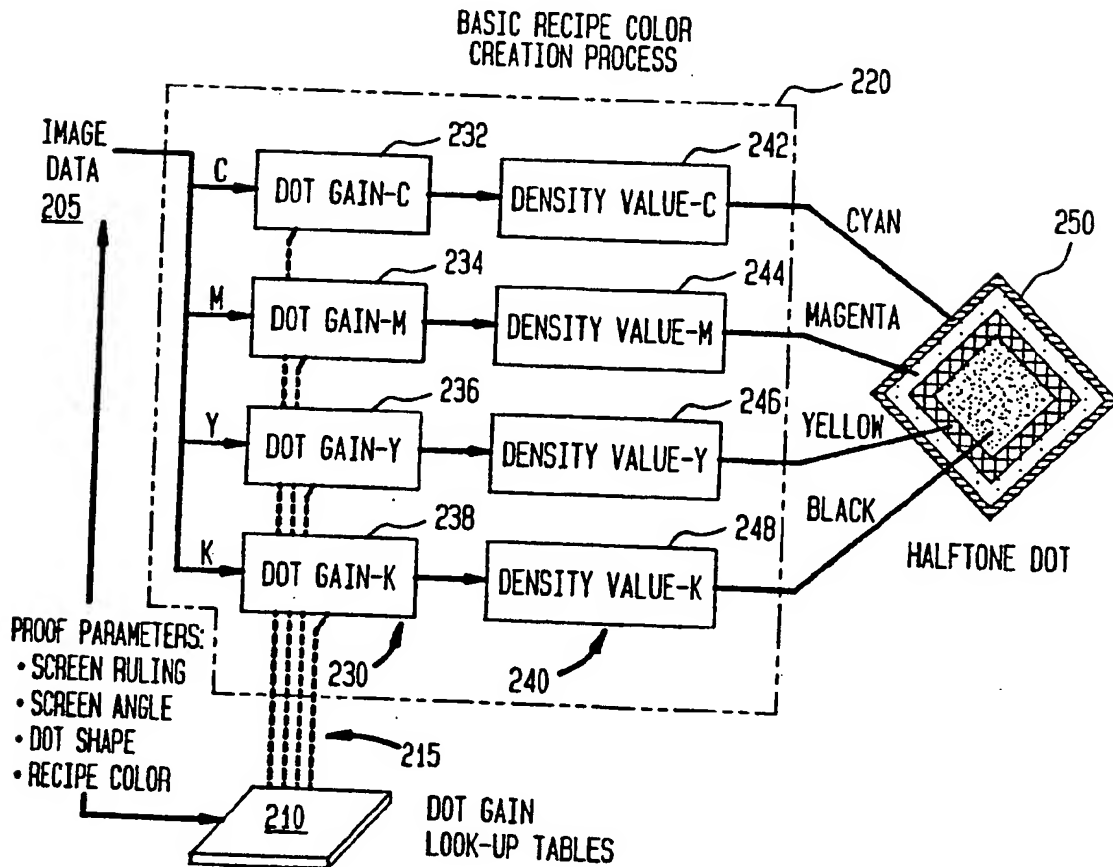 BASIC RECIPE COLOR
CREATION PROCESS
220
IMAGE
DATA
205
C
232
DOT GAIN-C
242
DENSITY VALUE-C
CYAN
250
M
234
DOT GAIN-M
244
DENSITY VALUE-M
MAGENTA
Y
236
DOT GAIN-Y
246
DENSITY VALUE-Y
YELLOW
K
238
DOT GAIN-K
248
DENSITY VALUE-K
BLACK
HALFTONE DOT
230
240
PROOF PARAMETERS:
• SCREEN RULING
• SCREEN ANGLE
• DOT SHAPE
• RECIPE COLOR
215
210
DOT GAIN
LOOK-UP TABLES